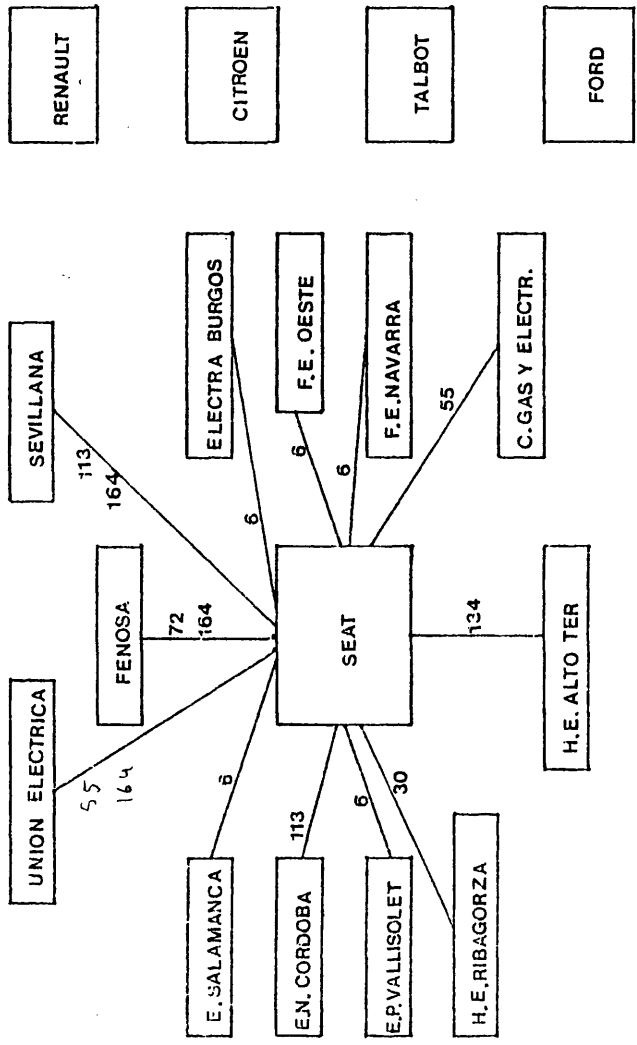 RENAULT
CITROEN
TALBOT
FORD
SEVILLANA
113
164
ELECTRA BURGOS
6
F.E. OESTE
6
F.E.NAVARRA
6
C.GAS Y ELECTR.
55
FENOSA
72
164
SEAT
134
H.E. ALTO TER
UNION ELECTRICA
55
164
E.SALAMANCA
6
E.N. CORDOBA
113
E.P.VALLISOLET
6
H.E.RIBAGORZA
30